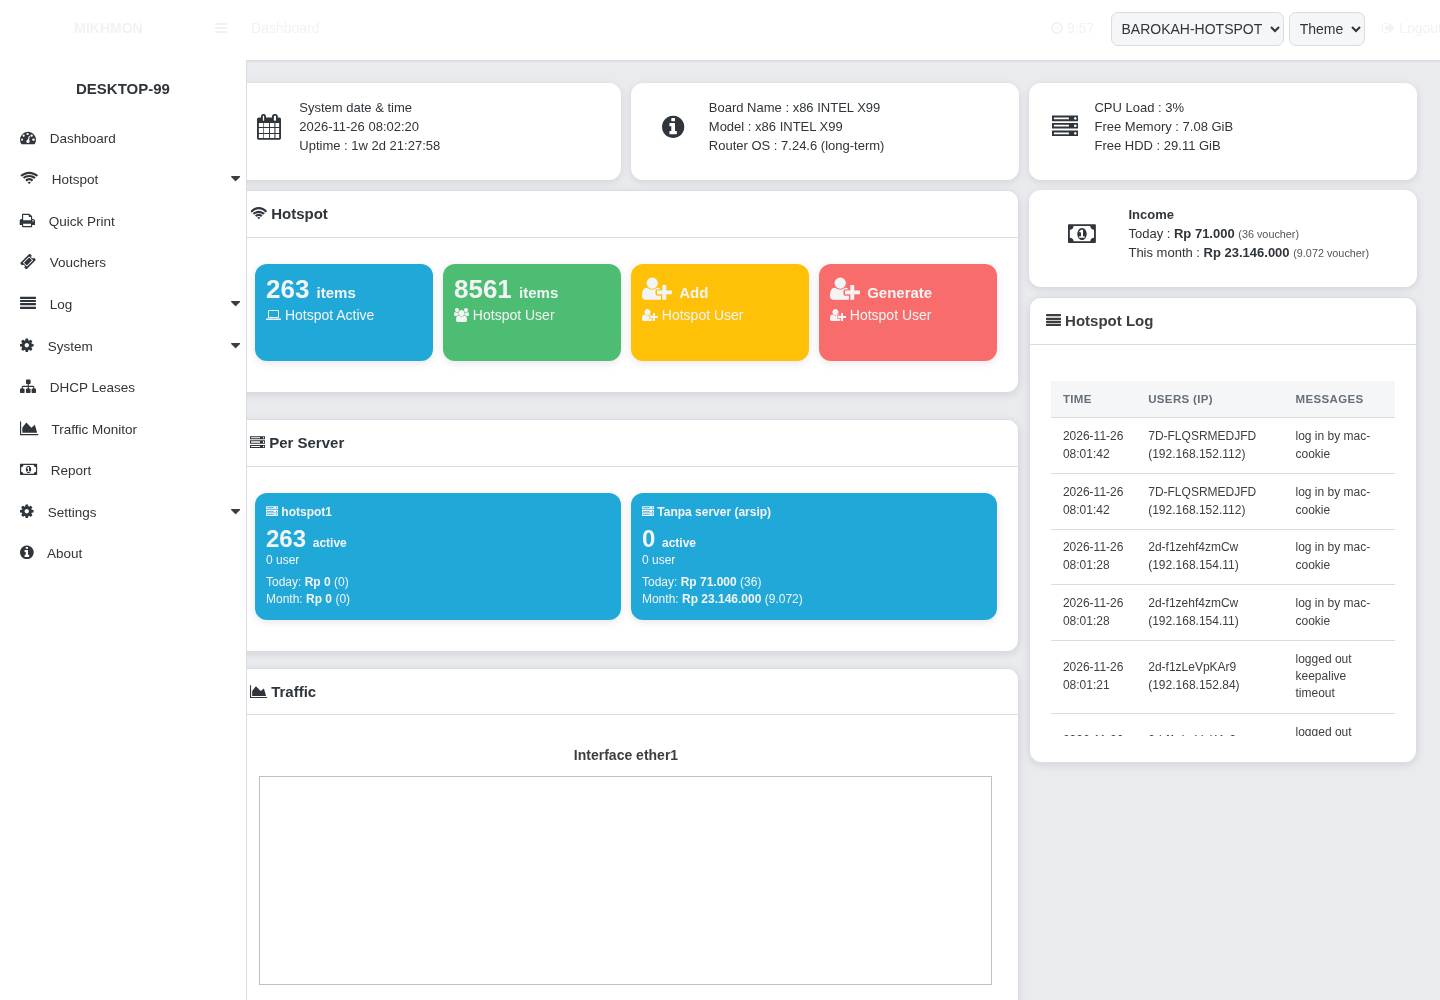 MIKHMON
Dashboard
9:57
BAROKAH-HOTSPOT
Theme
Logout
DESKTOP-99
Dashboard
Hotspot
Quick Print
Vouchers
Log
System
DHCP Leases
Traffic Monitor
Report
Settings
About
System date & time
2026-11-26 08:02:20
Uptime : 1w 2d 21:27:58
Board Name : x86 INTEL X99
Model : x86 INTEL X99
Router OS : 7.24.6 (long-term)
CPU Load : 3%
Free Memory : 7.08 GiB
Free HDD : 29.11 GiB
Hotspot
263 items
Hotspot Active
8561 items
Hotspot User
Add
Hotspot User
Generate
Hotspot User
Income
Today : Rp 71.000 (36 voucher)
This month : Rp 23.146.000 (9.072 voucher)
Per Server
hotspot1
263 active
0 user
Today: Rp 0 (0)
Month: Rp 0 (0)
Tanpa server (arsip)
0 active
0 user
Today: Rp 71.000 (36)
Month: Rp 23.146.000 (9.072)
Traffic
Interface ether1
Hotspot Log
TIME USERS (IP) MESSAGES
2026-11-26 7D-FLQSRMEDJFD log in by mac-
08:01:42 (192.168.152.112) cookie
2026-11-26 7D-FLQSRMEDJFD log in by mac-
08:01:42 (192.168.152.112) cookie
2026-11-26 2d-f1zehf4zmCw log in by mac-
08:01:28 (192.168.154.11) cookie
2026-11-26 2d-f1zehf4zmCw log in by mac-
08:01:28 (192.168.154.11) cookie
logged out
2026-11-26 2d-f1zLeVpKAr9 keepalive
08:01:21 (192.168.152.84) timeout
logged out